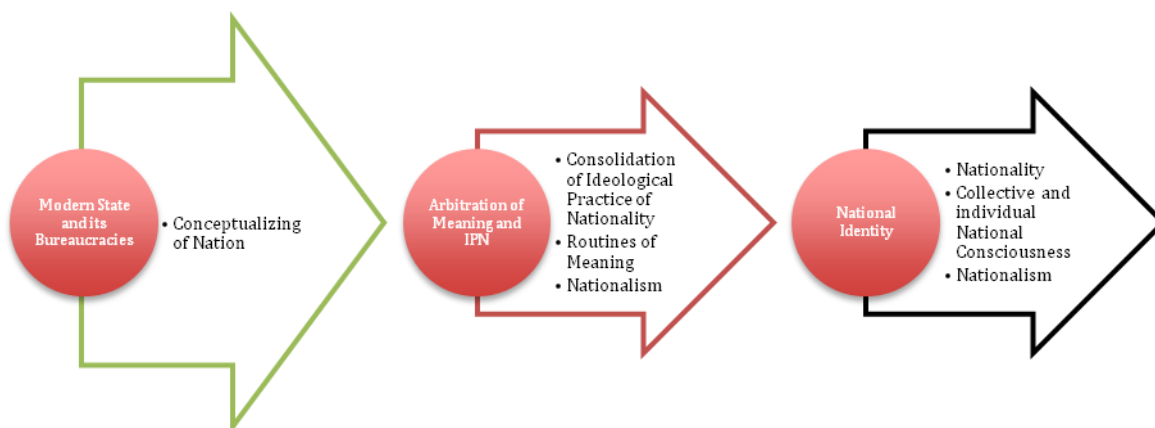 Modern State
and its
Bureaucracies
• Conceptualizing
of Nation
Arbitration of
Meaning and
IPN
• Consolidation
of Ideological
Practice of
Nationality
• Routines of
Meaning
• Nationalism
National
Identity
• Nationality
• Collective and
individual
National
Consciousness
• Nationalism